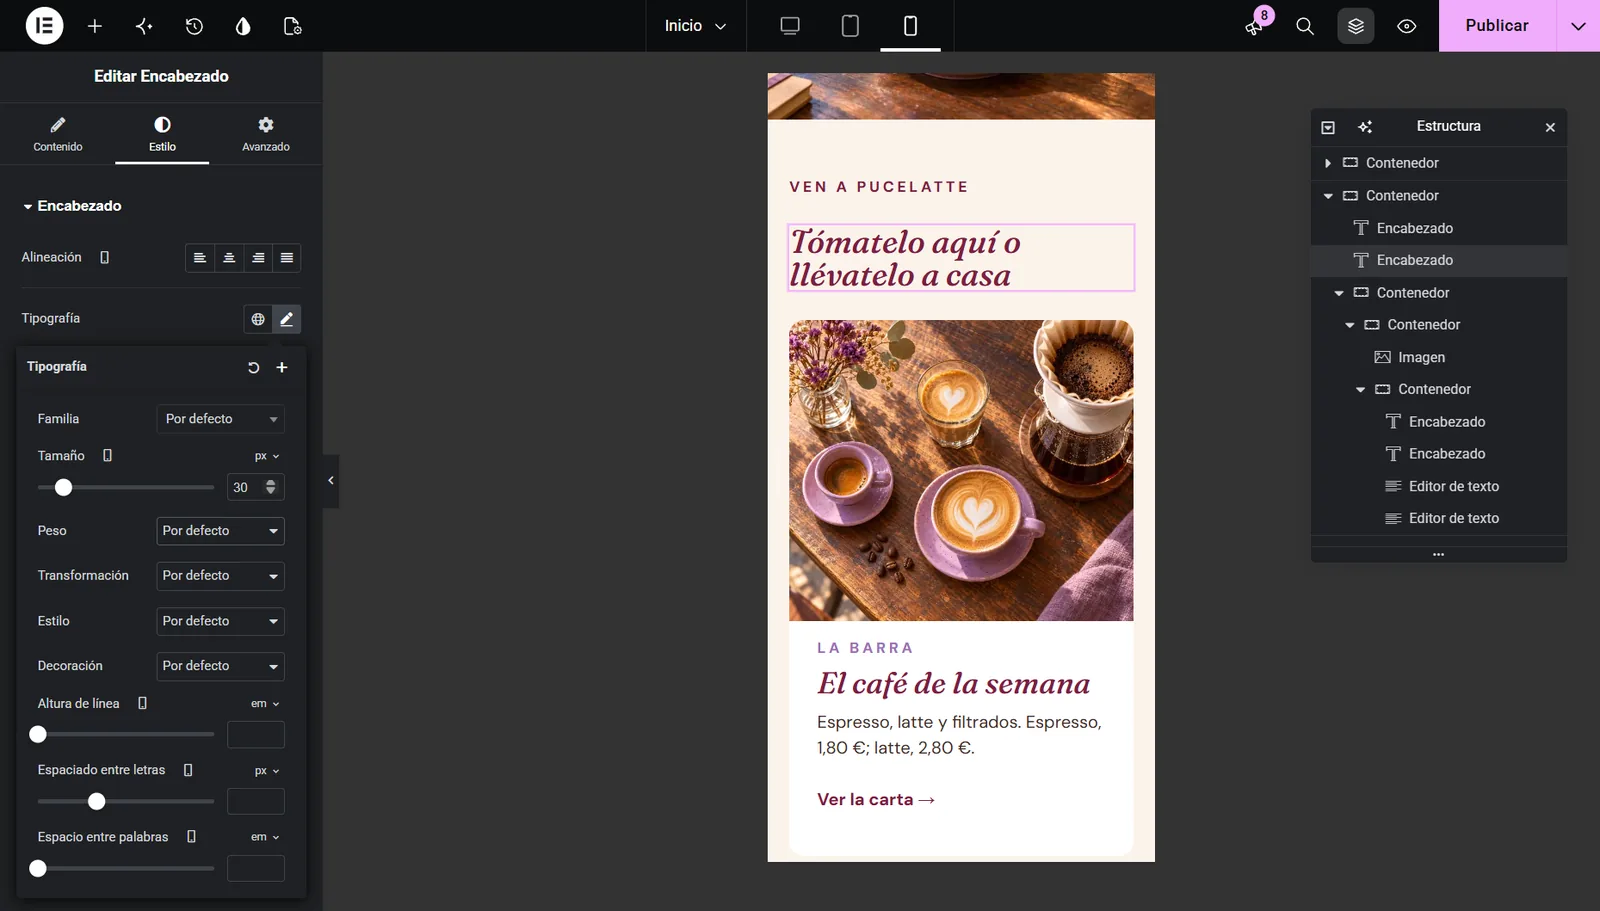 Inicio
8
Publicar
Editar Encabezado
Contenido
Estilo
Avanzado
Encabezado
Alineación
Tipografía
Tipografía
Familia
Por defecto
Tamaño
px
30
Peso
Por defecto
Transformación
Por defecto
Estilo
Por defecto
Decoración
Por defecto
Altura de línea
em
Espaciado entre letras
px
Espacio entre palabras
em
VEN A PUCELATTE
Tómatelo aquí o
llévatelo a casa
LA BARRA
El café de la semana
Espresso, latte y filtrados. Espresso,
1,80 €; latte, 2,80 €.
Ver la carta →
Estructura
Contenedor
Contenedor
Encabezado
Encabezado
Contenedor
Contenedor
Imagen
Contenedor
Encabezado
Encabezado
Editor de texto
Editor de texto